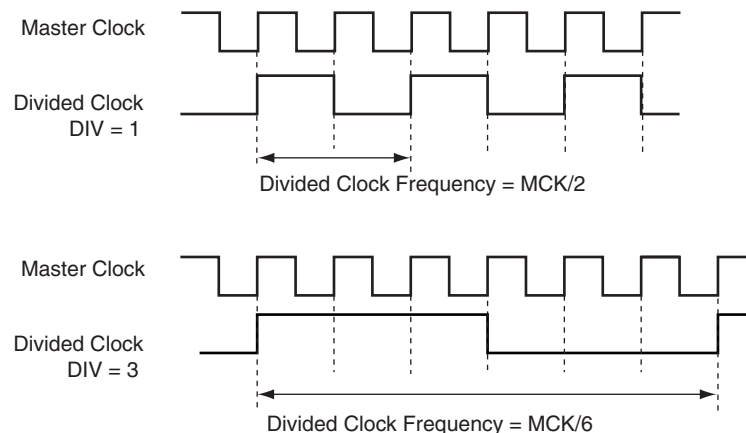 Master Clock
Divided Clock
DIV = 1
Divided Clock Frequency = MCK/2
Master Clock
Divided Clock
DIV = 3
Divided Clock Frequency = MCK/6